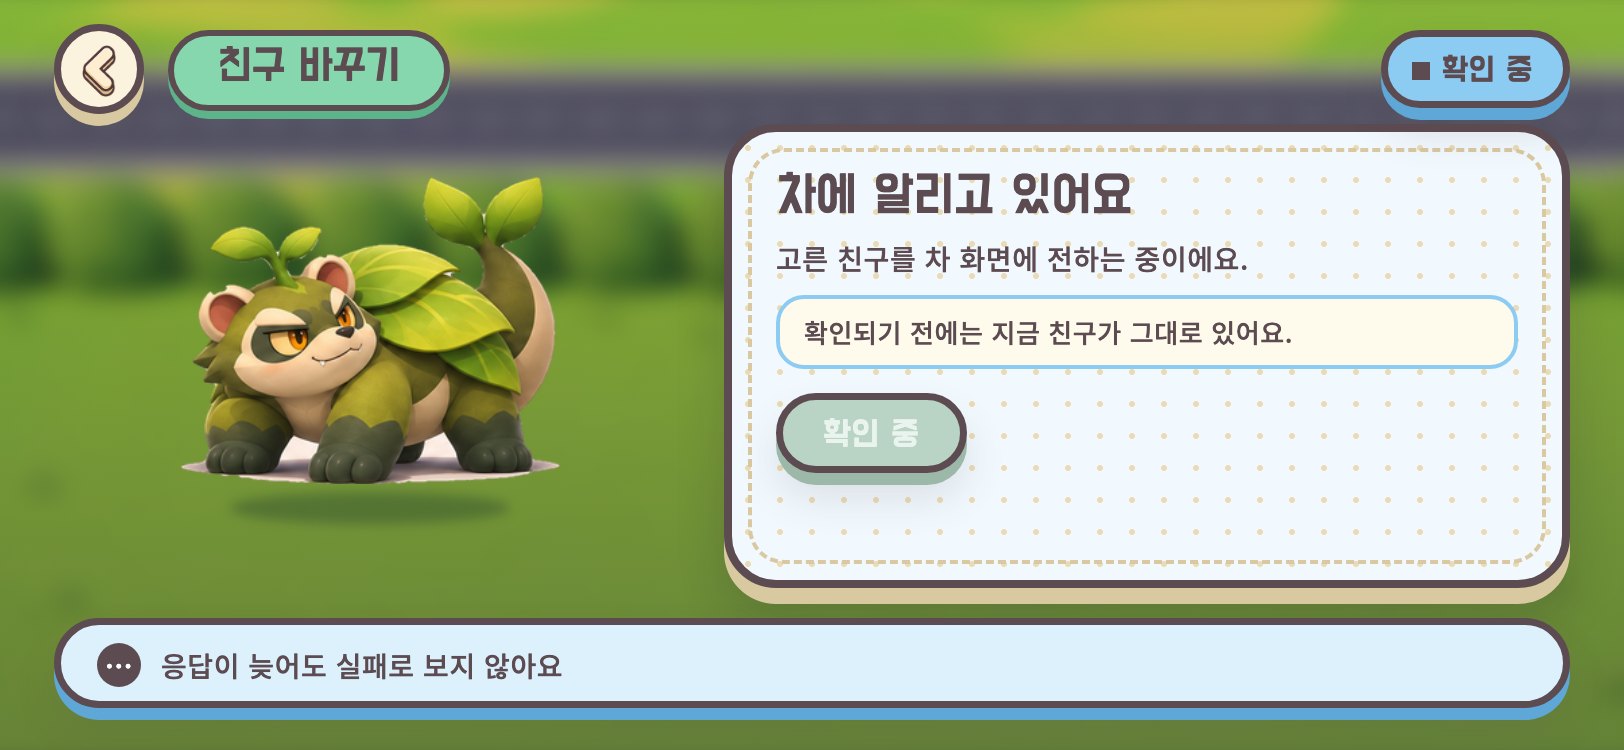 친구 바꾸기
확인 중
차에 알리고 있어요
고른 친구를 차 화면에 전하는 중이에요.
확인되기 전에는 지금 친구가 그대로 있어요.
확인 중
응답이 늦어도 실패로 보지 않아요